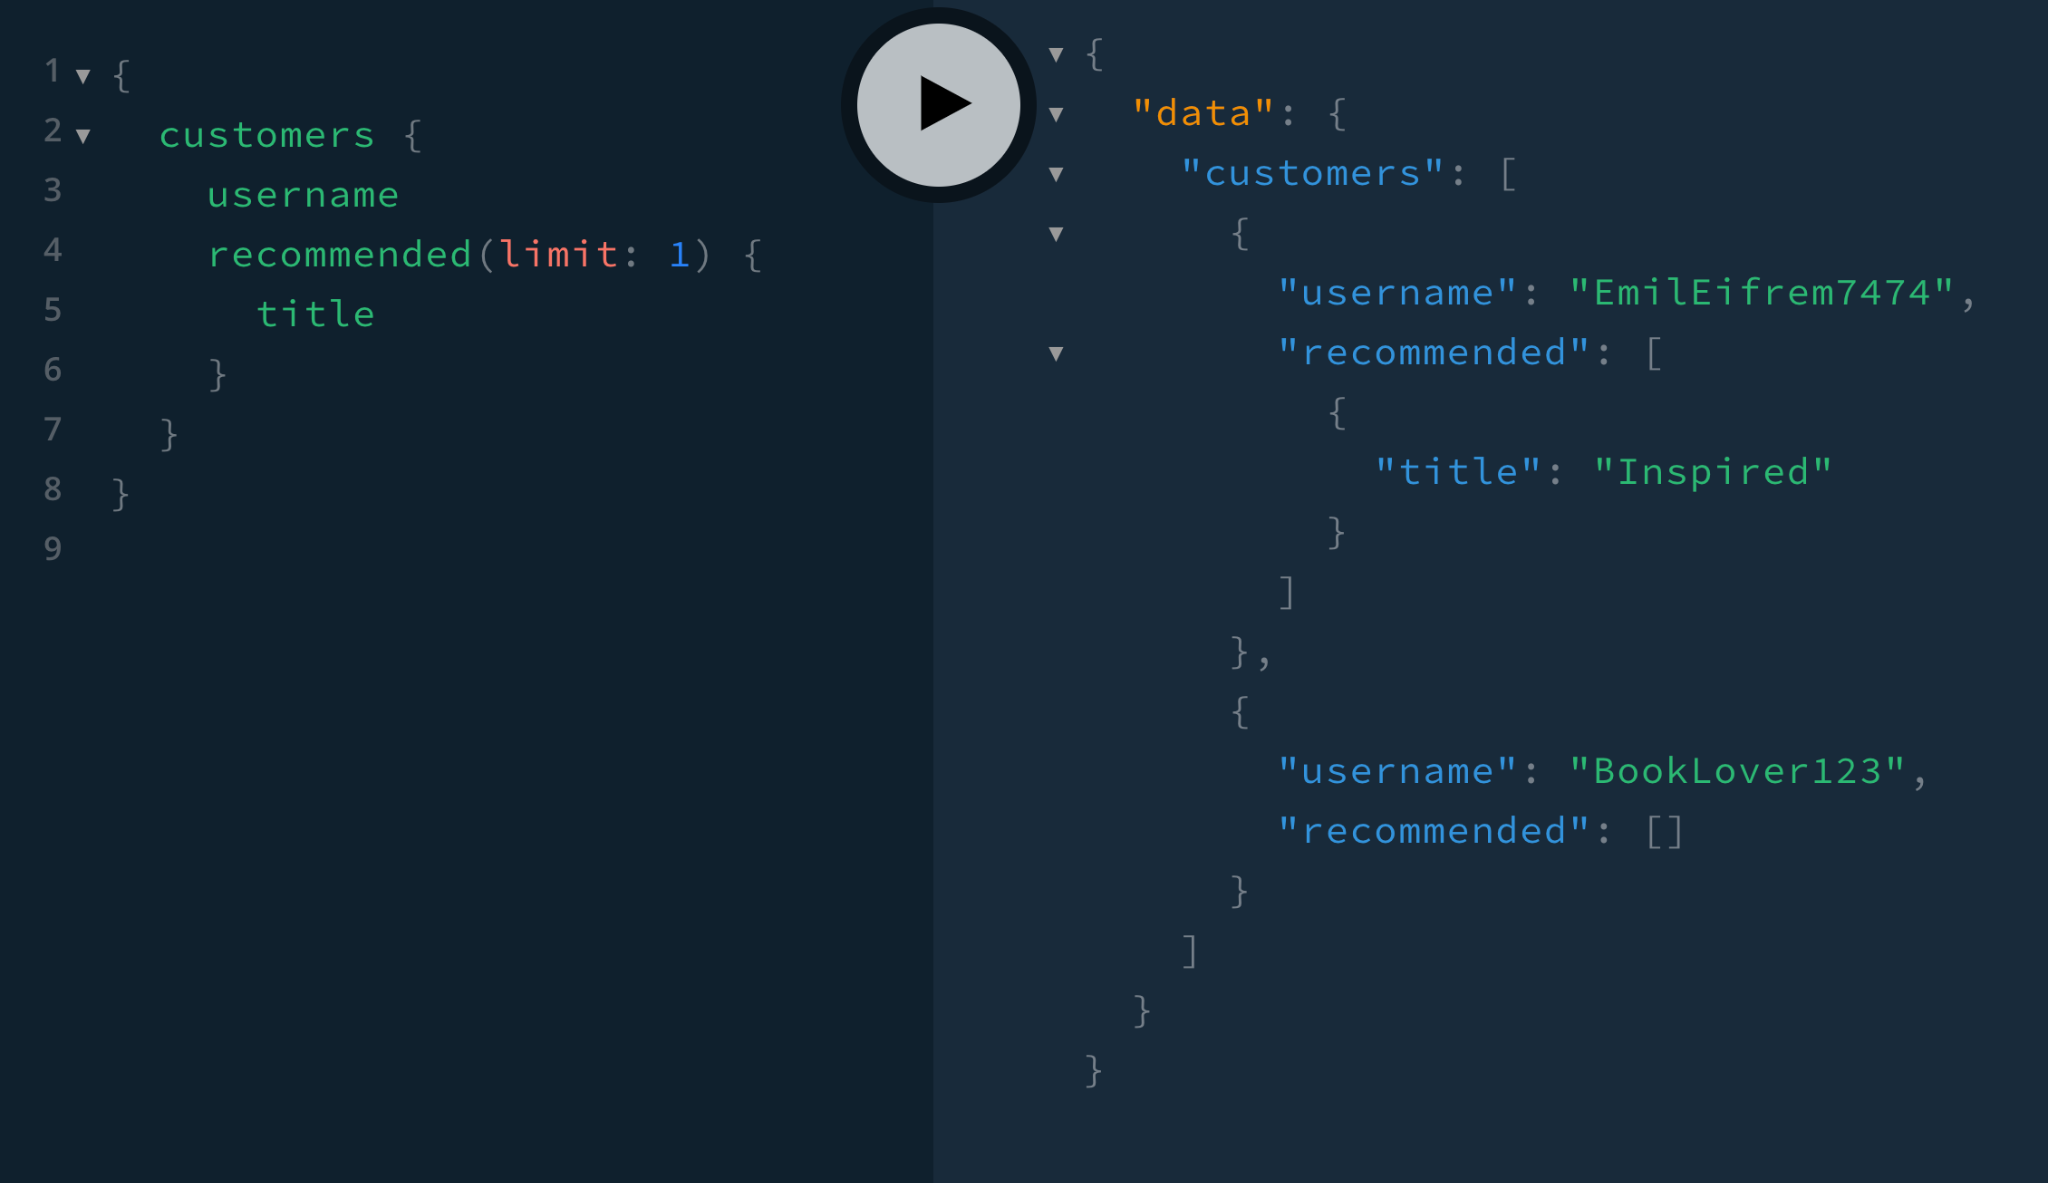 1 {
2   customers {
3     username
4     recommended(limit: 1) {
5       title
6     }
7   }
8 }
9
{
  "data": {
    "customers": [
      {
        "username": "EmilEifrem7474",
        "recommended": [
          {
            "title": "Inspired"
          }
        ]
      },
      {
        "username": "BookLover123",
        "recommended": []
      }
    ]
  }
}